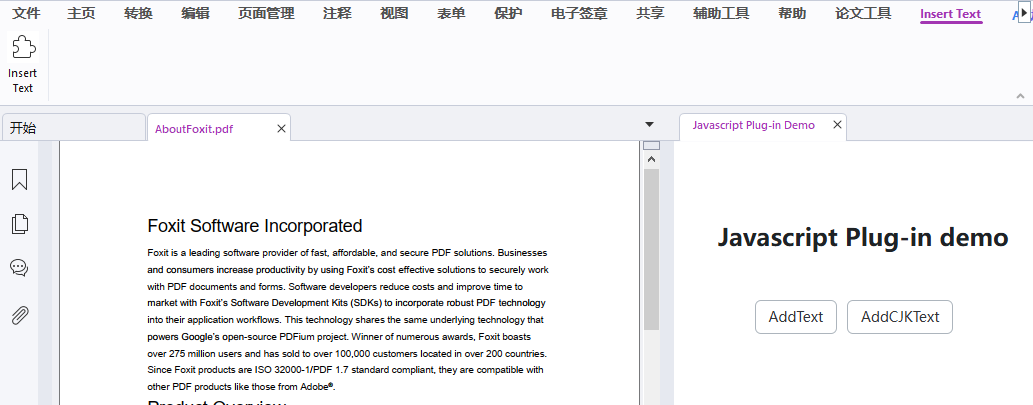 文件 主页 转换 编辑 页面管理 注释 视图 表单 保护 电子签章 共享 辅助工具 帮助 论文工具 Insert Text
Insert
Text
开始 AboutFoxit.pdf
Javascript Plug-in Demo
Foxit Software Incorporated
Foxit is a leading software provider of fast, affordable, and secure PDF solutions. Businesses
and consumers increase productivity by using Foxit's cost effective solutions to securely work
with PDF documents and forms. Software developers reduce costs and improve time to
market with Foxit's Software Development Kits (SDKs) to incorporate robust PDF technology
into their application workflows. This technology shares the same underlying technology that
powers Google's open-source PDFium project. Winner of numerous awards, Foxit boasts
over 275 million users and has sold to over 100,000 customers located in over 200 countries.
Since Foxit products are ISO 32000-1/PDF 1.7 standard compliant, they are compatible with
other PDF products like those from Adobe®.
Product Overview
Javascript Plug-in demo
AddText AddCJKText